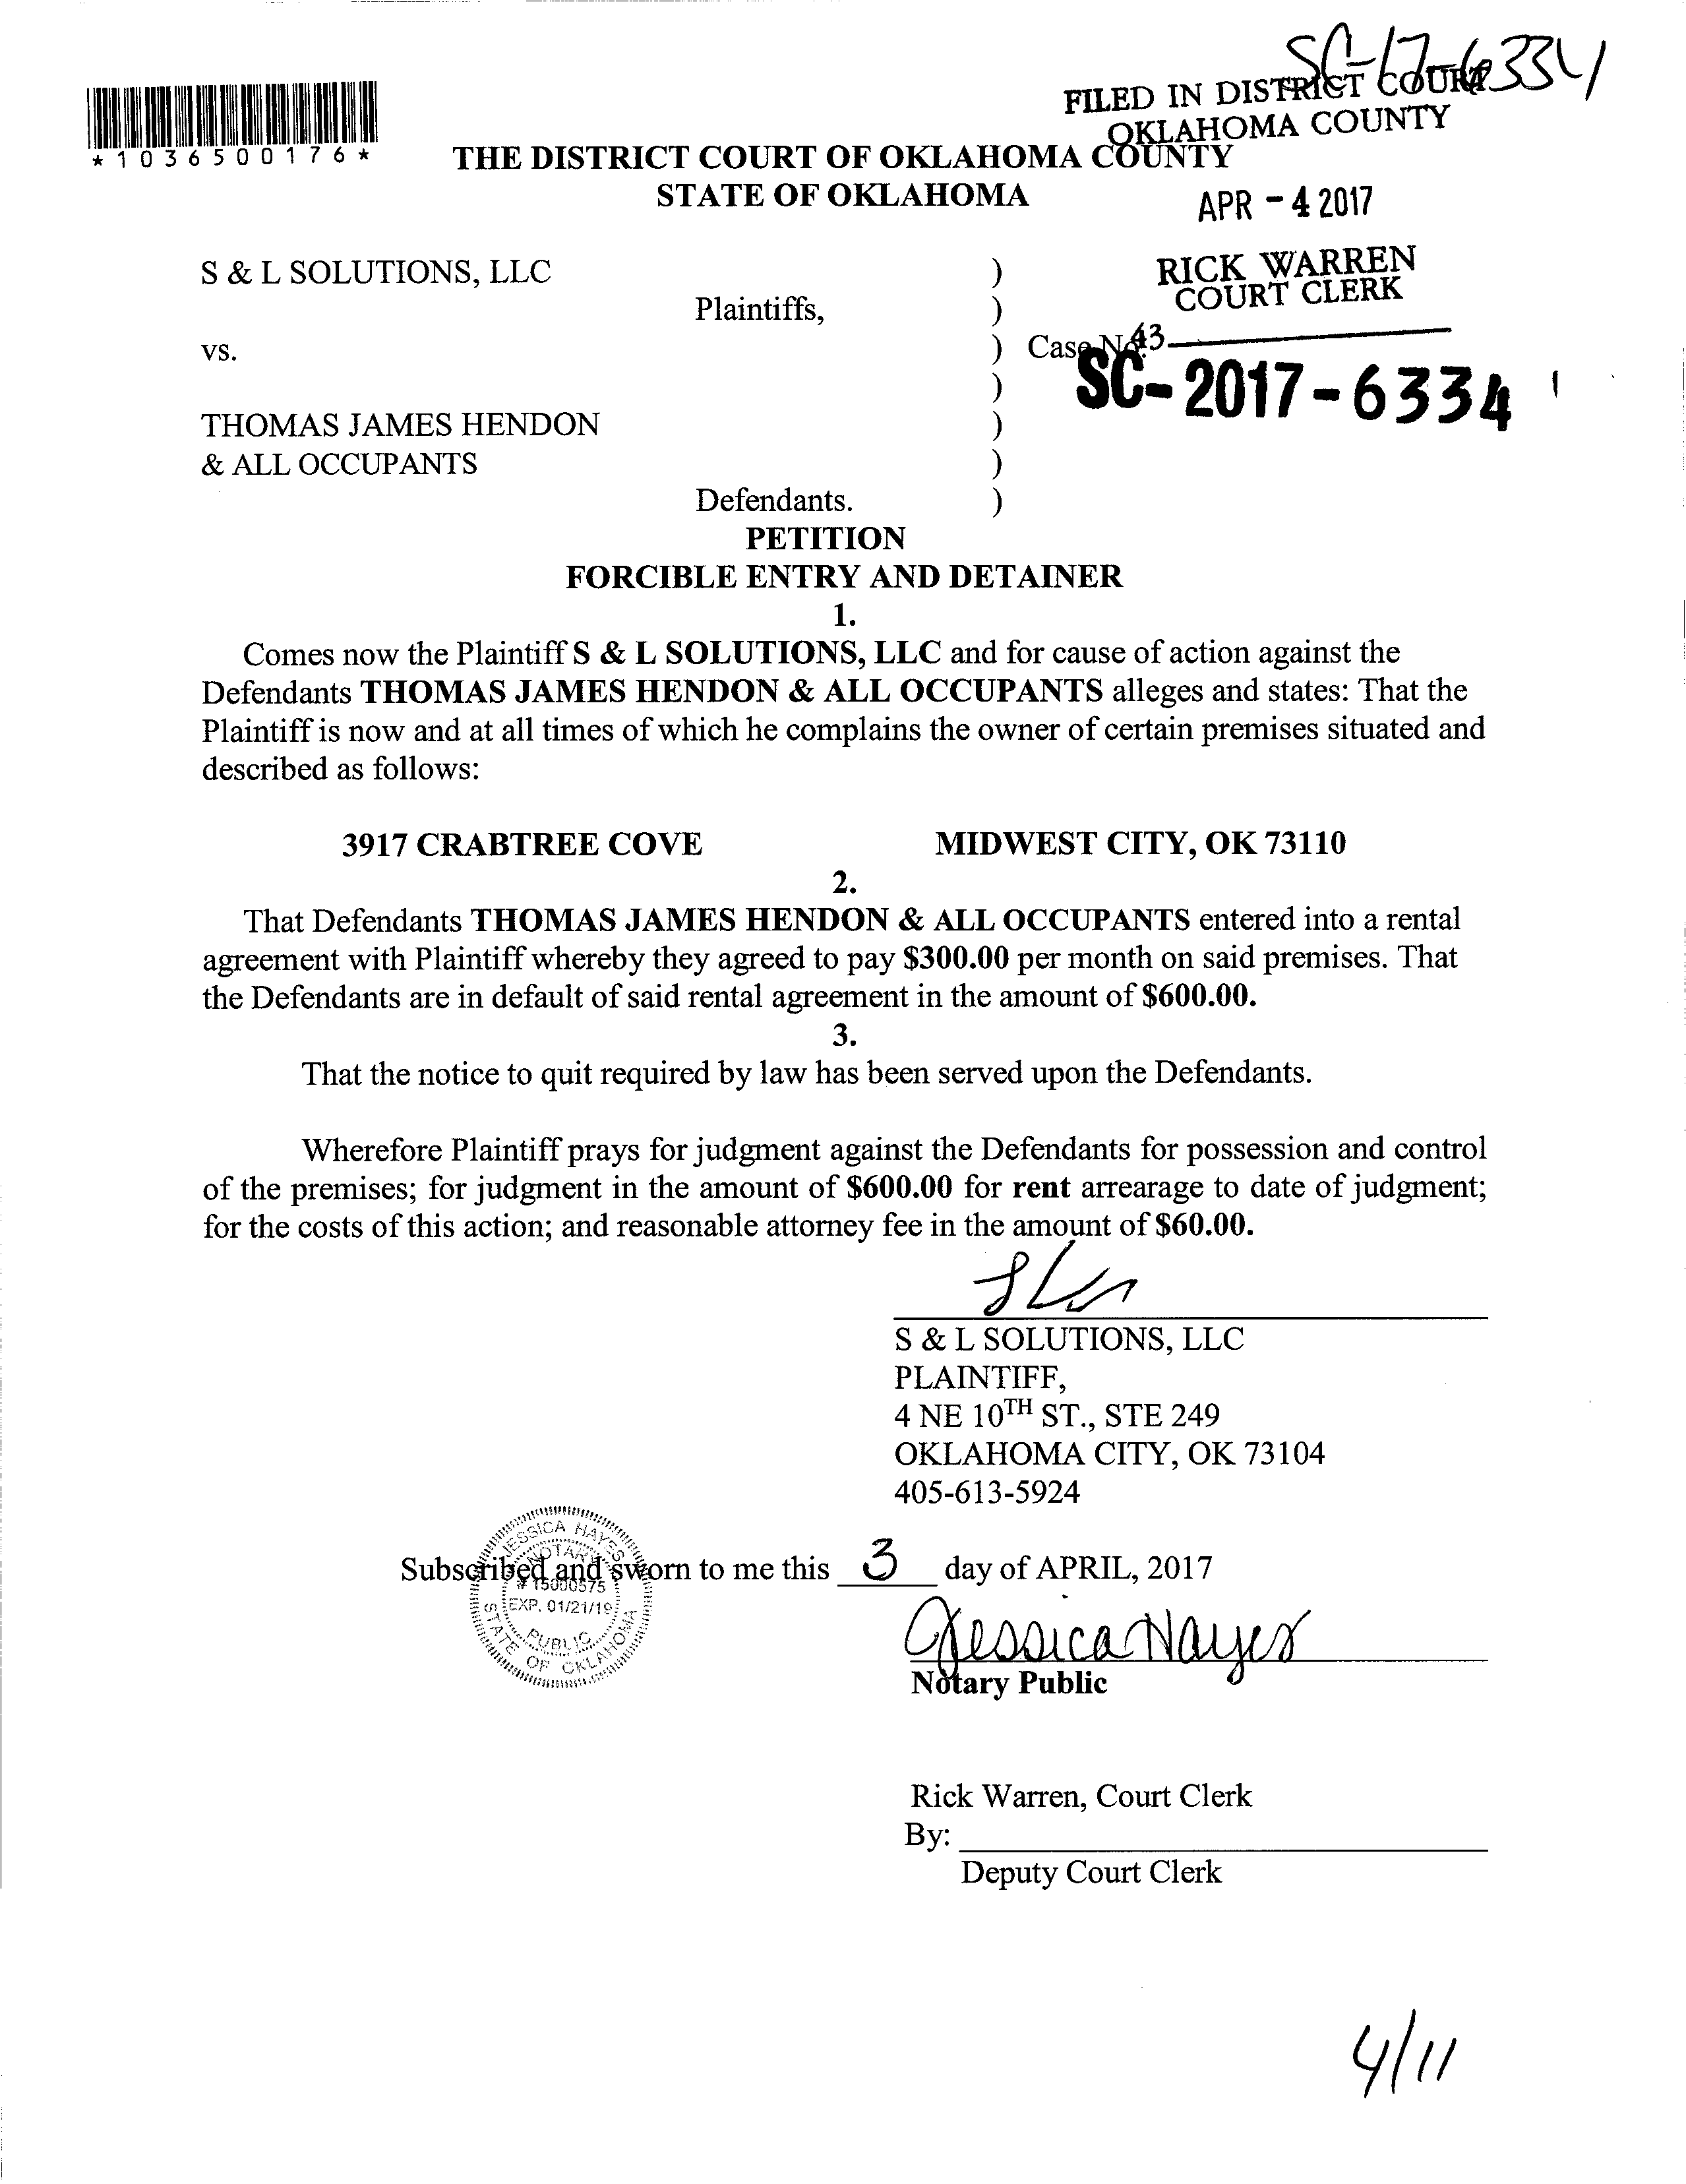 SC-17-6334
FILED IN DISTRICT COURT
OKLAHOMA COUNTY
*1036500176*
THE DISTRICT COURT OF OKLAHOMA COUNTY
STATE OF OKLAHOMA
APR - 4 2017
S & L SOLUTIONS, LLC )
RICK WARREN
COURT CLERK
Plaintiffs, )
43
vs. ) Case No.
) SC-2017-6334
THOMAS JAMES HENDON )
& ALL OCCUPANTS )
Defendants. )
PETITION
FORCIBLE ENTRY AND DETAINER
1.
Comes now the Plaintiff S & L SOLUTIONS, LLC and for cause of action against the
Defendants THOMAS JAMES HENDON & ALL OCCUPANTS alleges and states: That the
Plaintiff is now and at all times of which he complains the owner of certain premises situated and
described as follows:
3917 CRABTREE COVE MIDWEST CITY, OK 73110
2.
That Defendants THOMAS JAMES HENDON & ALL OCCUPANTS entered into a rental
agreement with Plaintiff whereby they agreed to pay $300.00 per month on said premises. That
the Defendants are in default of said rental agreement in the amount of $600.00.
3.
That the notice to quit required by law has been served upon the Defendants.
Wherefore Plaintiff prays for judgment against the Defendants for possession and control
of the premises; for judgment in the amount of $600.00 for rent arrearage to date of judgment;
for the costs of this action; and reasonable attorney fee in the amount of $60.00.
S & L SOLUTIONS, LLC
PLAINTIFF,
4 NE 10TH ST., STE 249
OKLAHOMA CITY, OK 73104
405-613-5924
JESSICA HAYES
NOTARY
# 15000575
EXP. 01/21/19
PUBLIC
STATE OF OKLAHOMA
Subscribed and sworn to me this 3 day of APRIL, 2017
Jessica Hayes
Notary Public
Rick Warren, Court Clerk
By:
Deputy Court Clerk
4/11